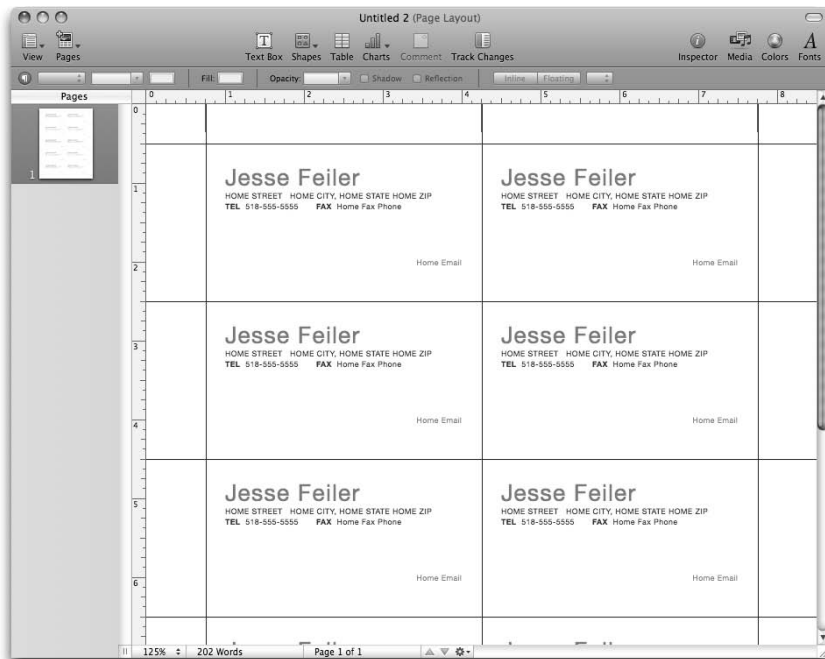 Untitled 2 (Page Layout)
View Pages Text Box Shapes Table Charts Comment Track Changes Inspector Media Colors Fonts
Fill: Opacity: Shadow Reflection Inline Floating
Pages
0 1 2 3 4 5 6 7 8
0
1
2
3
4
5
6
1
Jesse Feiler
HOME STREET HOME CITY, HOME STATE HOME ZIP
TEL 518-555-5555 FAX Home Fax Phone
Home Email
Jesse Feiler
HOME STREET HOME CITY, HOME STATE HOME ZIP
TEL 518-555-5555 FAX Home Fax Phone
Home Email
Jesse Feiler
HOME STREET HOME CITY, HOME STATE HOME ZIP
TEL 518-555-5555 FAX Home Fax Phone
Home Email
Jesse Feiler
HOME STREET HOME CITY, HOME STATE HOME ZIP
TEL 518-555-5555 FAX Home Fax Phone
Home Email
Jesse Feiler
HOME STREET HOME CITY, HOME STATE HOME ZIP
TEL 518-555-5555 FAX Home Fax Phone
Home Email
Jesse Feiler
HOME STREET HOME CITY, HOME STATE HOME ZIP
TEL 518-555-5555 FAX Home Fax Phone
Home Email
125% 202 Words Page 1 of 1